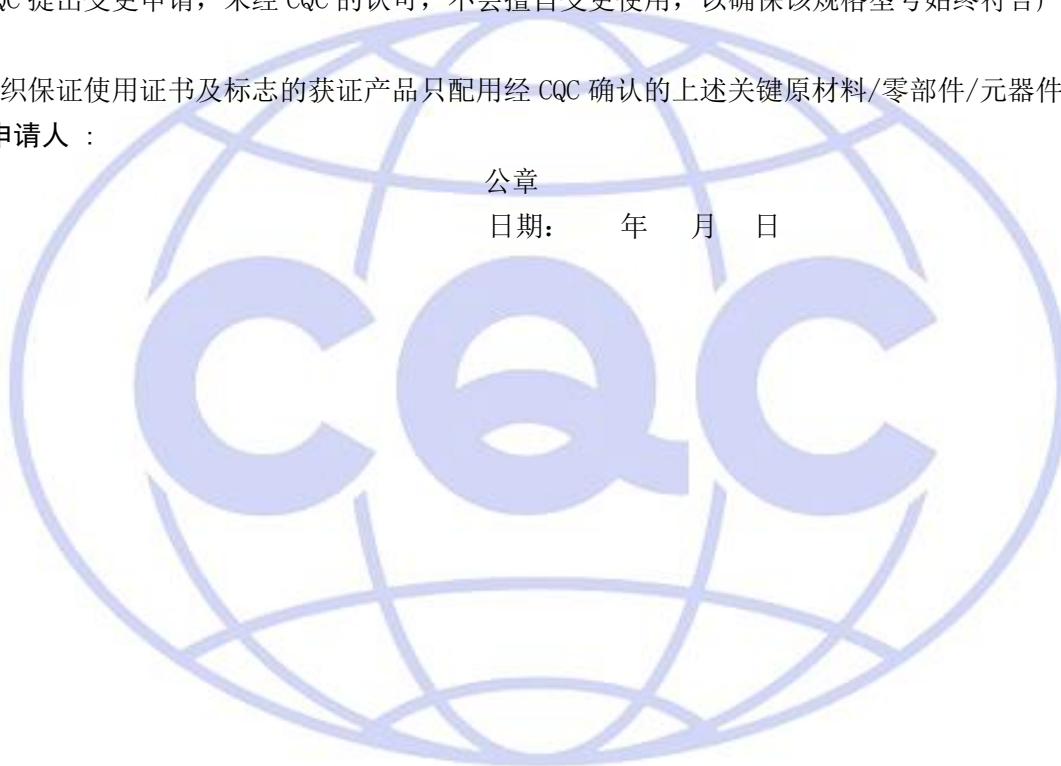 QC 提出变更申请，未经 CQC 的认可，不会擅自变更使用，以确保该规格型号始终符合
织保证使用证书及标志的获证产品只配用经 CQC 确认的上述关键原材料/零部件/元器件
申请人 :
公章
日期： 年 月 日
CQC